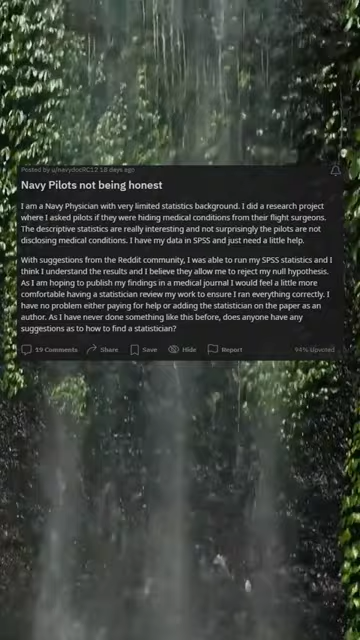 Posted by u/navydocRC12 18 days ago
Navy Pilots not being honest
I am a Navy Physician with very limited statistics background. I did a research project
where I asked pilots if they were hiding medical conditions from their flight surgeons.
The descriptive statistics are really interesting and not surprisingly the pilots are not
disclosing medical conditions. I have my data in SPSS and just need a little help.
With suggestions from the Reddit community, I was able to run my SPSS statistics and I
think I understand the results and I believe they allow me to reject my null hypothesis.
As I am hoping to publish my findings in a medical journal I would feel a little more
comfortable having a statistician review my work to ensure I ran everything correctly. I
have no problem either paying for help or adding the statistician on the paper as an
author. As I have never done something like this before, does anyone have any
suggestions as to how to find a statistician?
19 Comments Share Save Hide Report 94% Upvoted